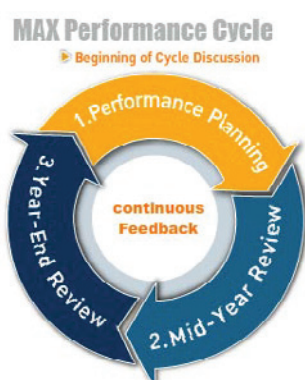 MAX Performance Cycle
Beginning of Cycle Discussion
1.Performance Planning
2.Mid-Year Review
3.Year-End Review
continuous
Feedback